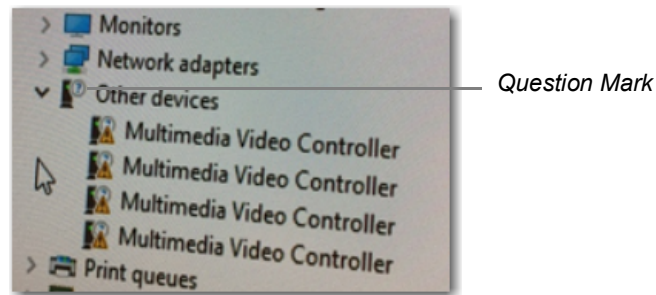 Monitors
Network adapters
Other devices
Question Mark
Multimedia Video Controller
Multimedia Video Controller
Multimedia Video Controller
Multimedia Video Controller
Print queues